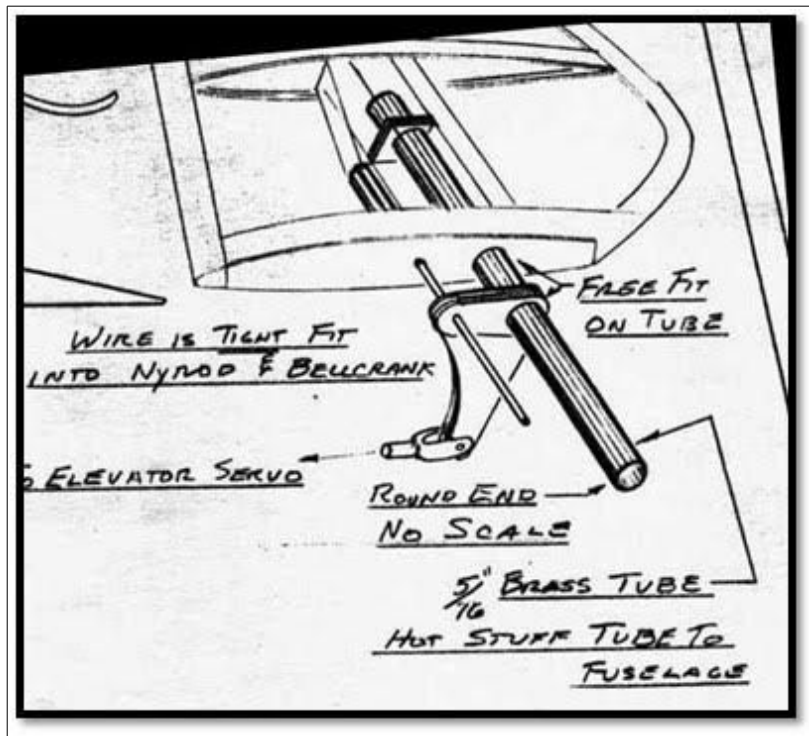 FREE FIT
ON TUBE
WIRE IS TIGHT FIT
INTO NYROD & BELLCRANK
ELEVATOR SERVO
ROUND END
NO SCALE
5/16" BRASS TUBE
HOT STUFF TUBE TO
FUSELAGE